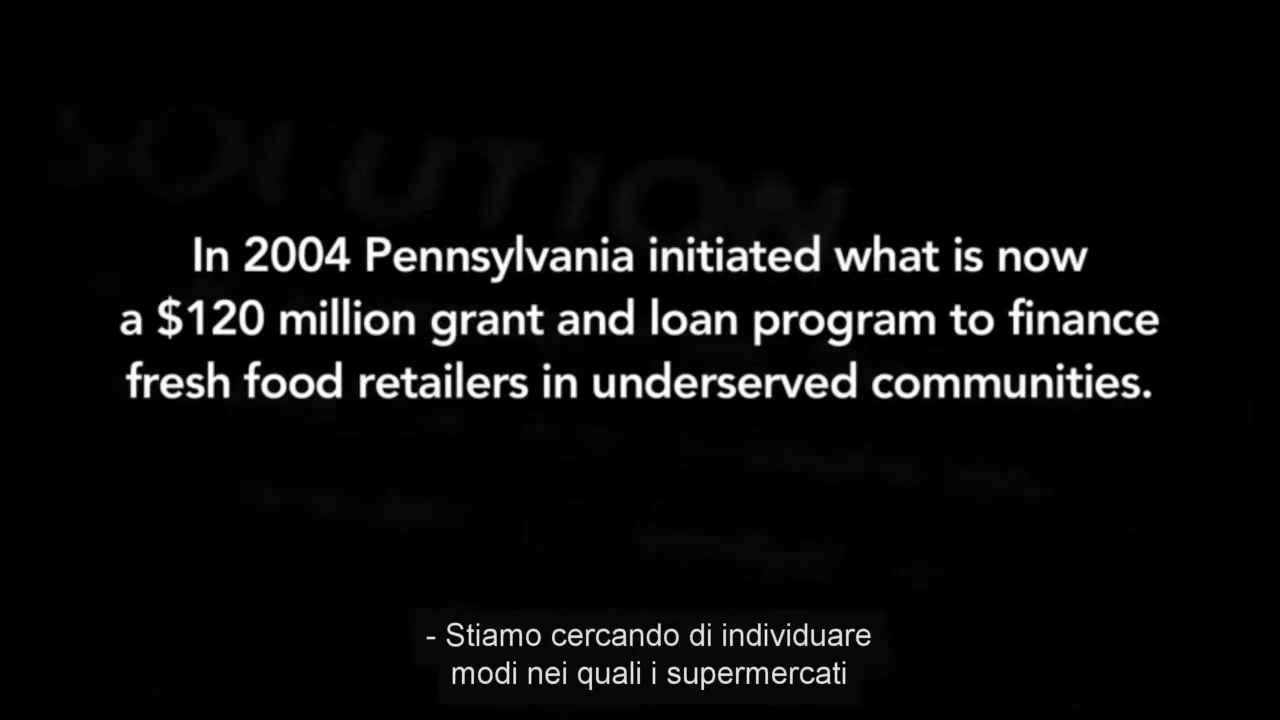 SOLUTION
In 2004 Pennsylvania initiated what is now
a $120 million grant and loan program to finance
fresh food retailers in underserved communities.
- Stiamo cercando di individuare
modi nei quali i supermercati